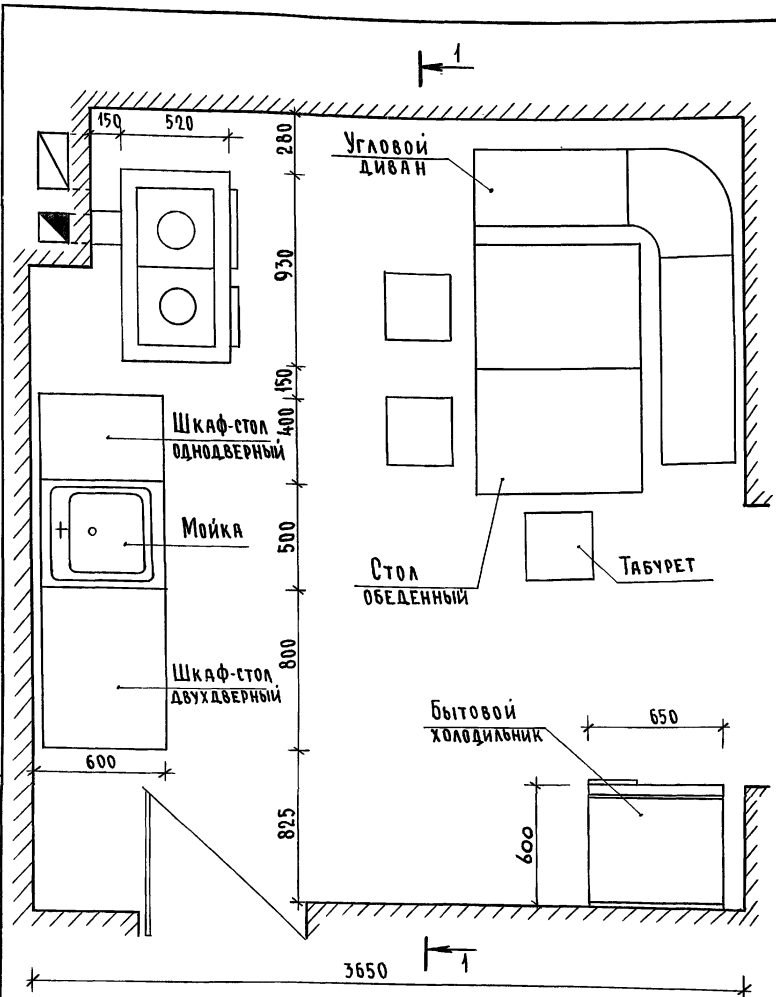 1
150
520
280
Угловой
диван
930
150
400
Шкаф-стол
однодверный
Мойка
500
Стол
обеденный
Табурет
800
Шкаф-стол
двухдверный
Бытовой
холодильник
650
600
825
600
1
3650